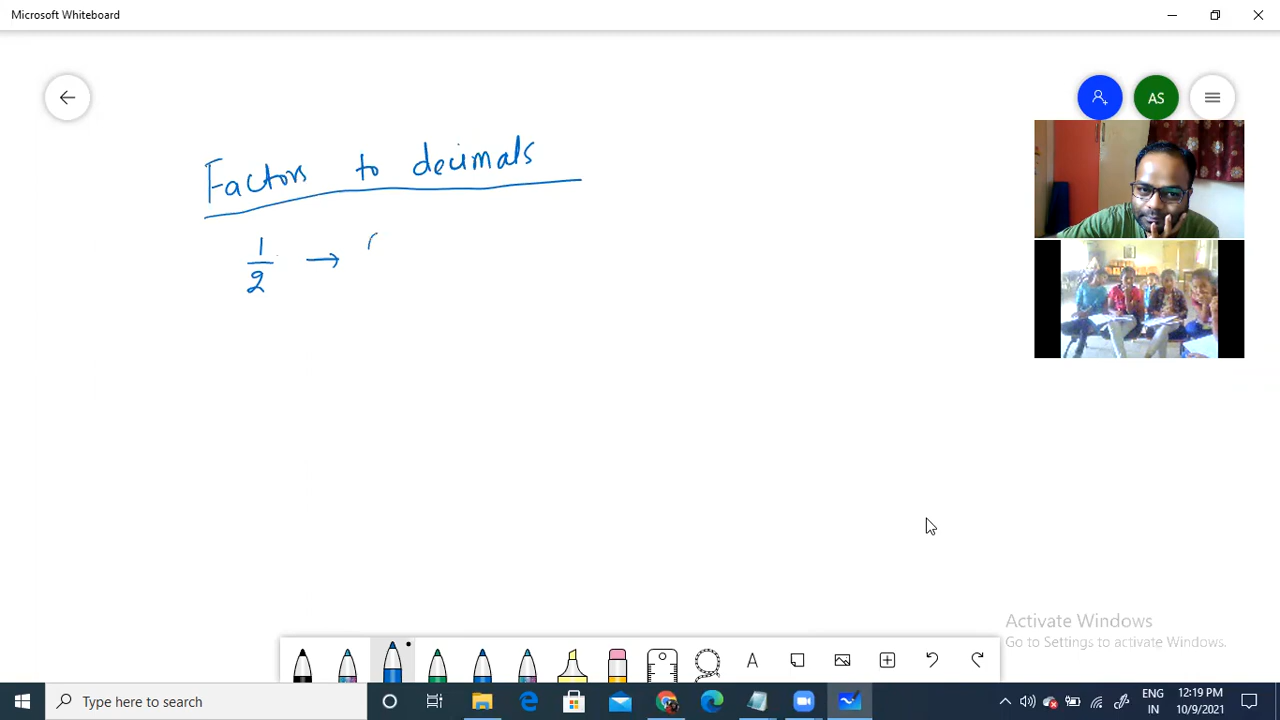 Microsoft Whiteboard
AS
Factors to decimals
1/2 →
A
Activate Windows
Go to Settings to activate Windows.
Type here to search
ENG
IN
12:19 PM
10/9/2021